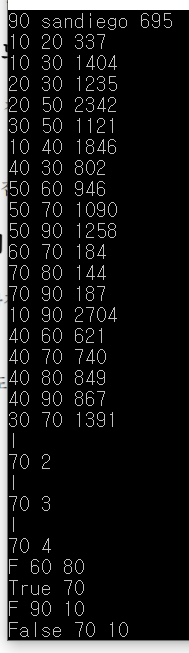 90 sandiego 695
10 20 337
10 30 1404
20 30 1235
20 50 2342
30 50 1121
10 40 1846
40 30 802
50 60 946
50 70 1090
50 90 1258
60 70 184
70 80 144
70 90 187
10 90 2704
40 60 621
40 70 740
40 80 849
40 90 867
30 70 1391
|
70 2
|
70 3
|
70 4
F 60 80
True 70
F 90 10
False 70 10